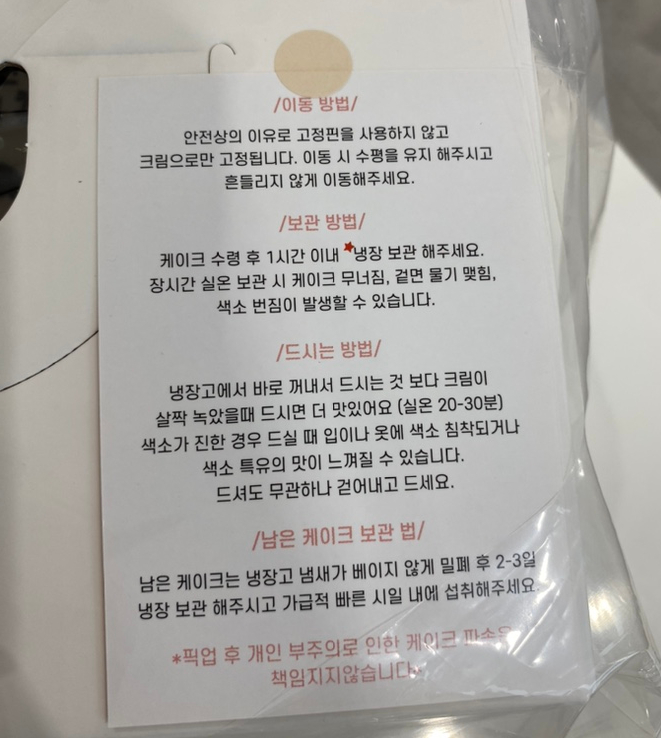 /이동 방법/
안전상의 이유로 고정핀을 사용하지 않고
크림으로만 고정됩니다. 이동 시 수평을 유지 해주시고
흔들리지 않게 이동해주세요.
/보관 방법/
케이크 수령 후 1시간 이내 ★냉장 보관 해주세요.
장시간 실온 보관 시 케이크 무너짐, 겉면 물기 맺힘,
색소 번짐이 발생할 수 있습니다.
/드시는 방법/
냉장고에서 바로 꺼내서 드시는 것 보다 크림이
살짝 녹았을때 드시면 더 맛있어요 (실온 20-30분)
색소가 진한 경우 드실 때 입이나 옷에 색소 침착되거나
색소 특유의 맛이 느껴질 수 있습니다.
드셔도 무관하나 걷어내고 드세요.
/남은 케이크 보관 법/
남은 케이크는 냉장고 냄새가 베이지 않게 밀폐 후 2-3일
냉장 보관 해주시고 가급적 빠른 시일 내에 섭취해주세요.
*픽업 후 개인 부주의로 인한 케이크 파손은
책임지지않습니다*